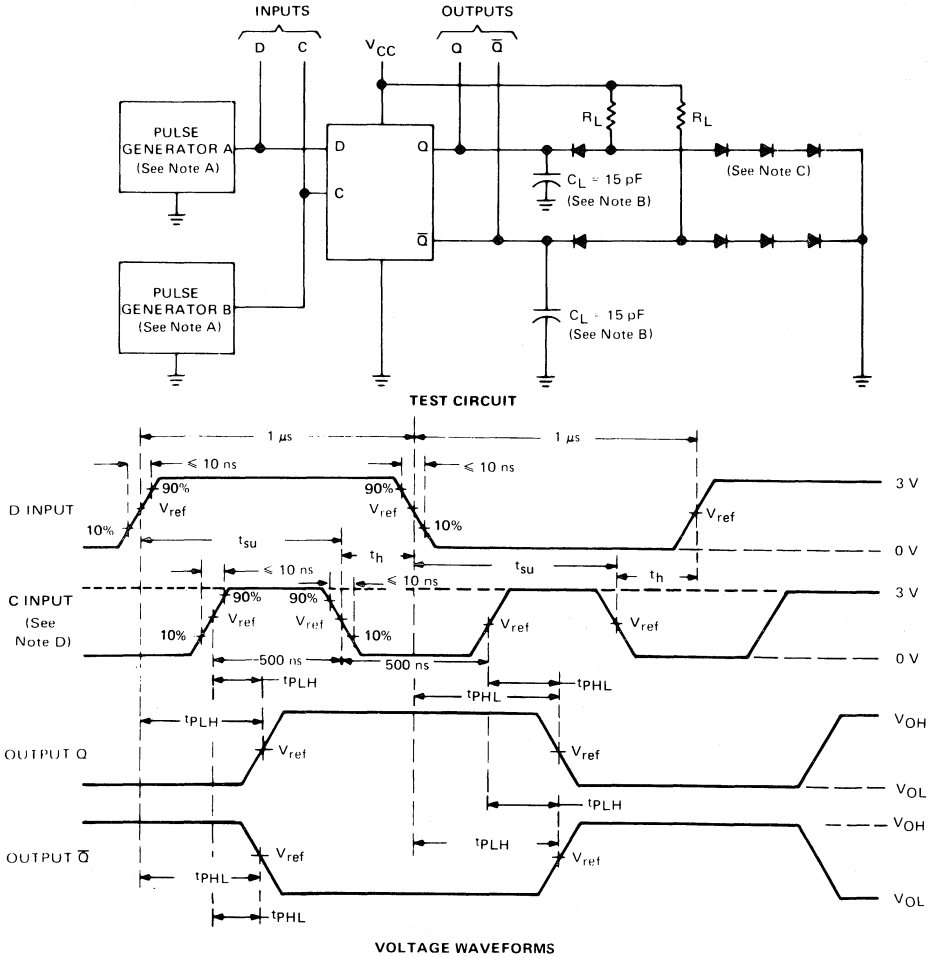 INPUTS
OUTPUTS
D C
VCC
Q Q̅
PULSE
GENERATOR A
(See Note A)
D
C
Q
Q̅
RL
RL
CL = 15 pF
(See Note B)
(See Note C)
PULSE
GENERATOR B
(See Note A)
CL = 15 pF
(See Note B)
TEST CIRCUIT
1 µs
1 µs
≤ 10 ns
≤ 10 ns
90%
90%
3 V
D INPUT
Vref
Vref
Vref
10%
10%
tsu
th
tsu
th
0 V
≤ 10 ns
≤ 10 ns
C INPUT
(See
Note D)
90%
90%
3 V
Vref
Vref
Vref
Vref
10%
10%
500 ns
500 ns
0 V
tPLH
tPHL
tPLH
tPHL
OUTPUT Q
Vref
Vref
VOH
VOL
tPLH
tPLH
VOH
OUTPUT Q̅
Vref
Vref
tPHL
tPHL
VOL
VOLTAGE WAVEFORMS